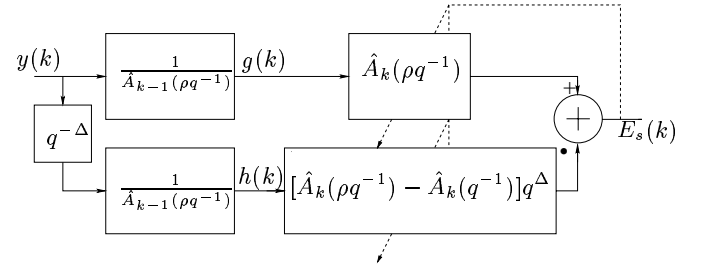 y(k)
1 / Â_{k−1}(ρq^{−1})
g(k)
Â_k(ρq^{−1})
+
+
E_s(k)
q^{−Δ}
1 / Â_{k−1}(ρq^{−1})
h(k)
[Â_k(ρq^{−1}) − Â_k(q^{−1})]q^Δ